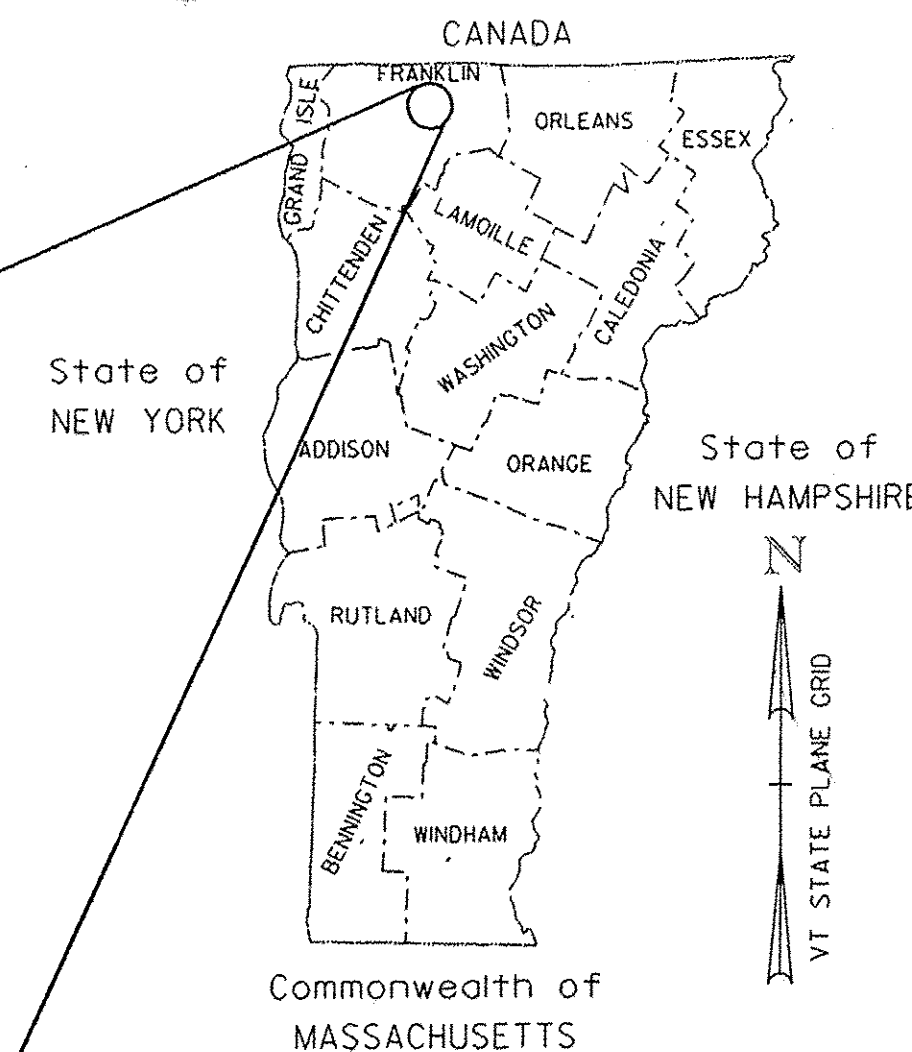 CANADA
FRANKLIN
GRAND ISLE
ORLEANS
ESSEX
LAMOILLE
CHITTENDEN
CALEDONIA
WASHINGTON
State of
NEW YORK
ADDISON
ORANGE
State of
NEW HAMPSHIRE
N
RUTLAND
WINDSOR
VT STATE PLANE GRID
BENNINGTON
WINDHAM
Commonwealth of
MASSACHUSETTS